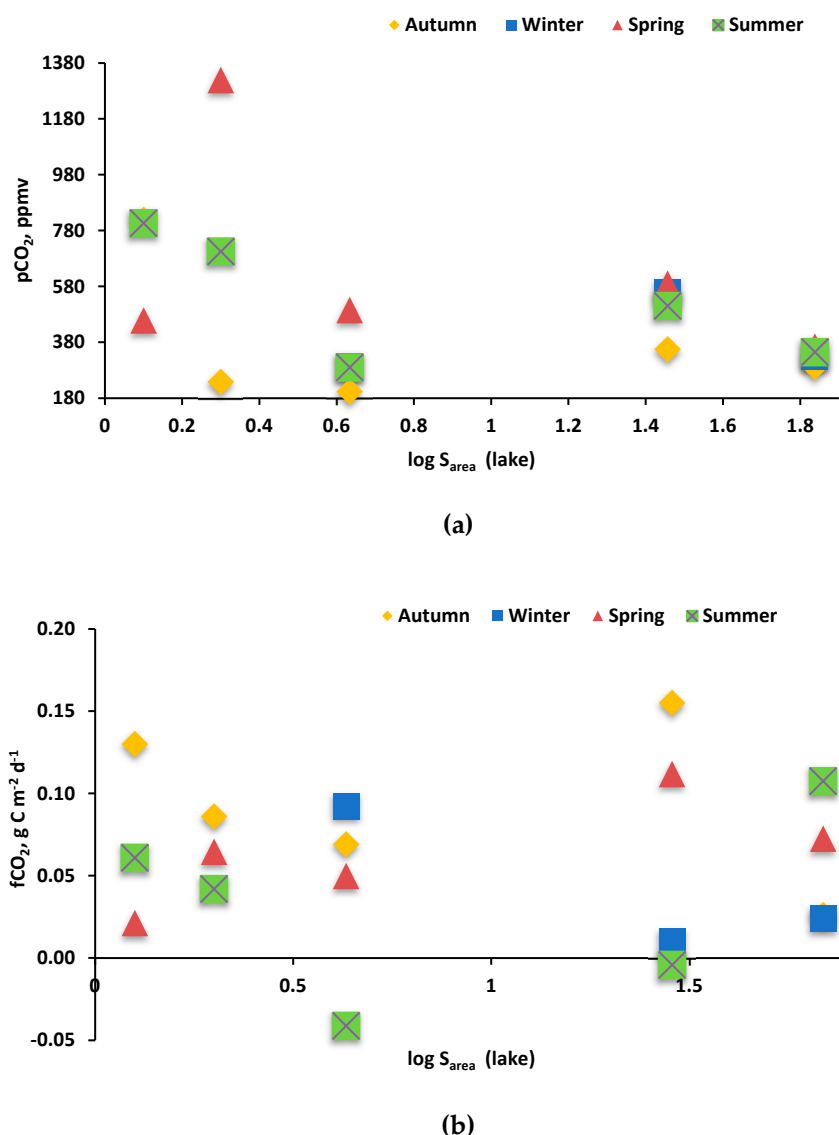 Autumn Winter Spring Summer
1380
1180
980
780
580
380
180
pCO₂, ppmv
0 0.2 0.4 0.6 0.8 1 1.2 1.4 1.6 1.8
log S_area (lake)
(a)
Autumn Winter Spring Summer
0.20
0.15
0.10
0.05
0.00
-0.05
fCO₂, g C m⁻² d⁻¹
0 0.5 1 1.5
log S_area (lake)
(b)